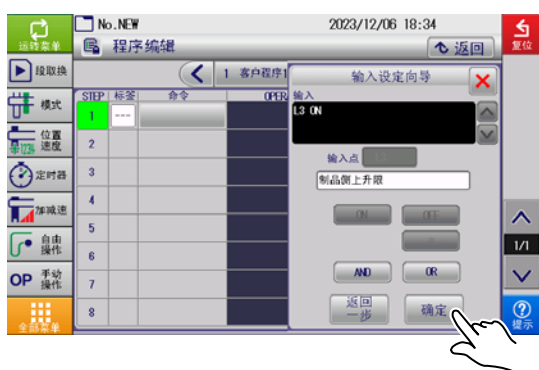 No.NEW 2023/12/06 18:34
运转菜单
程序编辑
返回
复位
段取换
1 客户程序1
输入设定向导
模式
STEP 标签 命令 OPER
输入
1 ---
L3 ON
位置
速度
2
输入点 L3
定时器
3
制品侧上升限
加减速
4
ON OFF
自由
操作
5
1/1
6
AND OR
OP 手动
操作
7
返回
一步
确定
全部菜单
8
提示